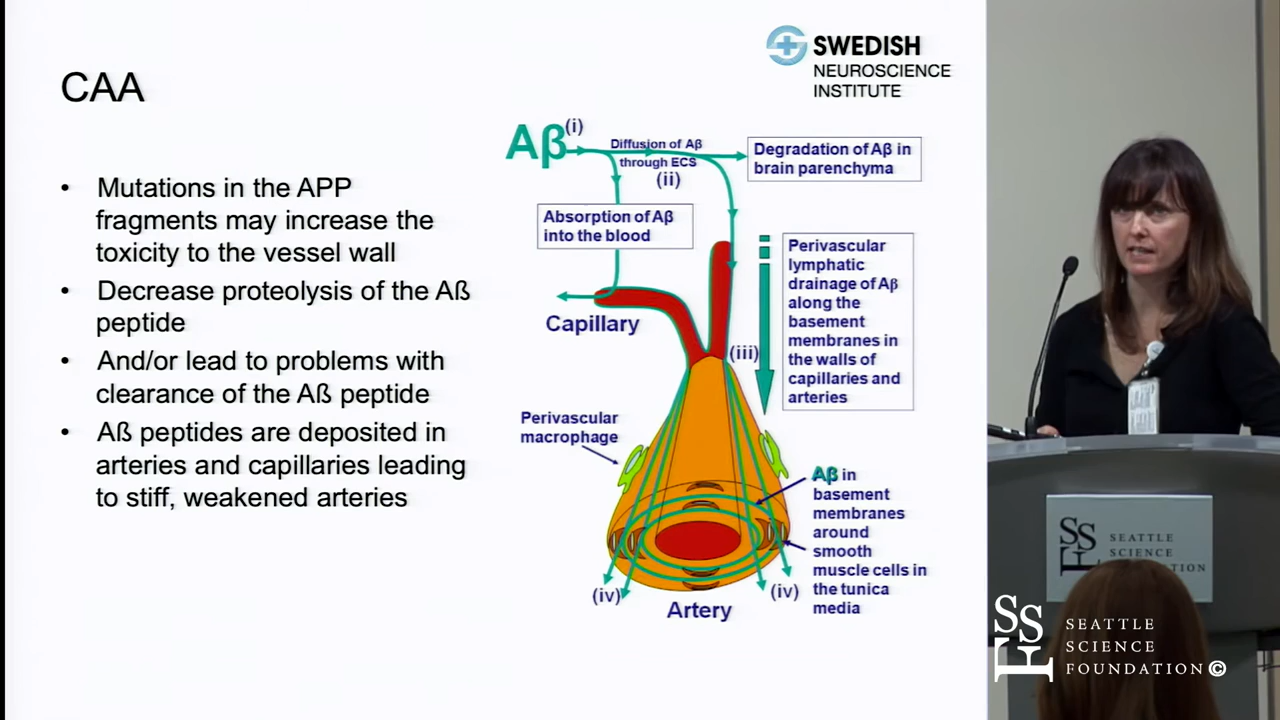 SWEDISH
NEUROSCIENCE
INSTITUTE
CAA
• Mutations in the APP
fragments may increase the
toxicity to the vessel wall
• Decrease proteolysis of the Aß
peptide
• And/or lead to problems with
clearance of the Aß peptide
• Aß peptides are deposited in
arteries and capillaries leading
to stiff, weakened arteries
Aβ(i)
Diffusion of Aβ
through ECS
(ii)
Degradation of Aβ in
brain parenchyma
Absorption of Aβ
into the blood
Perivascular
lymphatic
drainage of Aβ
along the
basement
membranes in
the walls of
capillaries and
arteries
Capillary
(iii)
Perivascular
macrophage
Aβ in
basement
membranes
around
smooth
muscle cells in
the tunica
media
(iv)
(iv)
Artery
SSF
SEATTLE
SCIENCE
SSF
SEATTLE
SCIENCE
FOUNDATION©